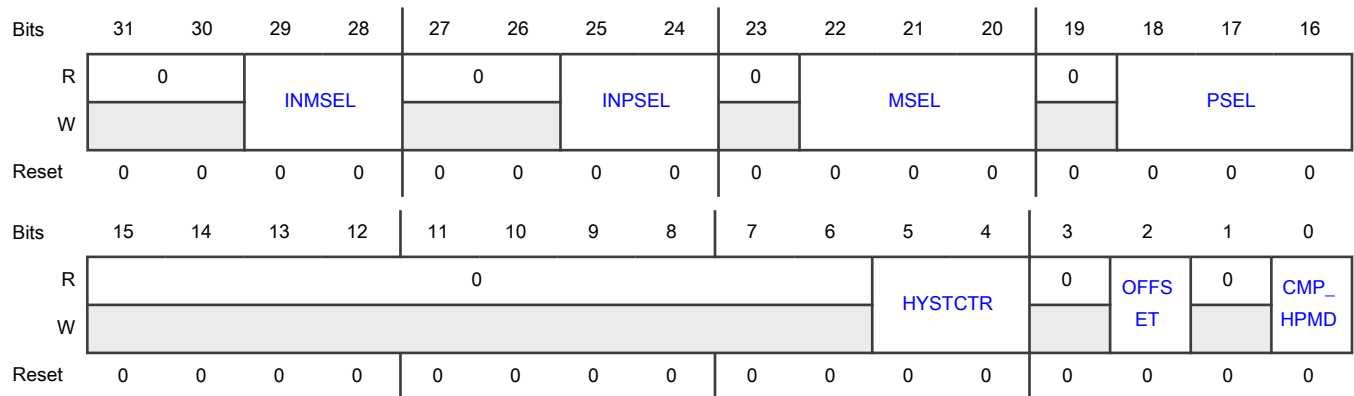 Bits 31 30 29 28 27 26 25 24 23 22 21 20 19 18 17 16
R 0 INMSEL 0 INPSEL 0 MSEL 0 PSEL
W
Reset 0 0 0 0 0 0 0 0 0 0 0 0 0 0 0 0
Bits 15 14 13 12 11 10 9 8 7 6 5 4 3 2 1 0
R 0 HYSTCTR 0 OFFS 0 CMP_
W ET HPMD
Reset 0 0 0 0 0 0 0 0 0 0 0 0 0 0 0 0